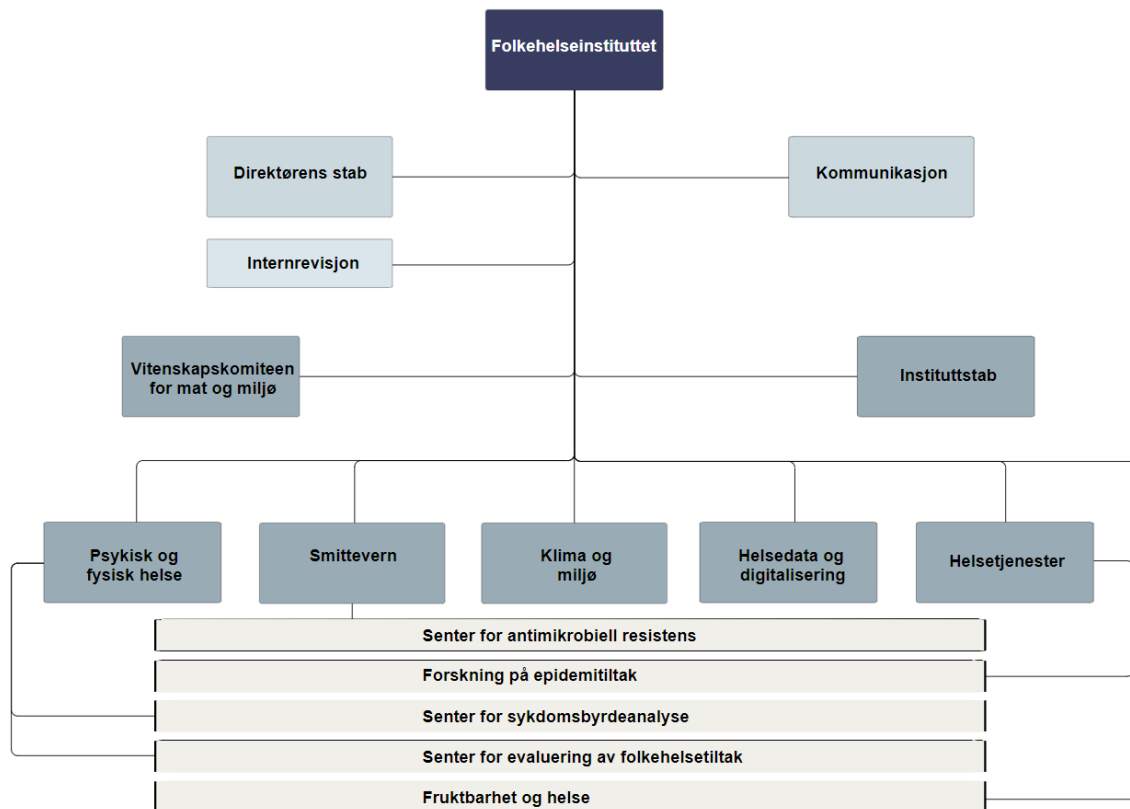 Folkehelseinstituttet
Direktørens stab
Kommunikasjon
Internrevisjon
Vitenskapskomiteen
for mat og miljø
Instituttstab
Psykisk og
fysisk helse
Smittevern
Klima og
miljø
Helsedata og
digitalisering
Helsetjenester
Senter for antimikrobiell resistens
Forskning på epidemitiltak
Senter for sykdomsbyrdeanalyse
Senter for evaluering av folkehelsetiltak
Fruktbarhet og helse